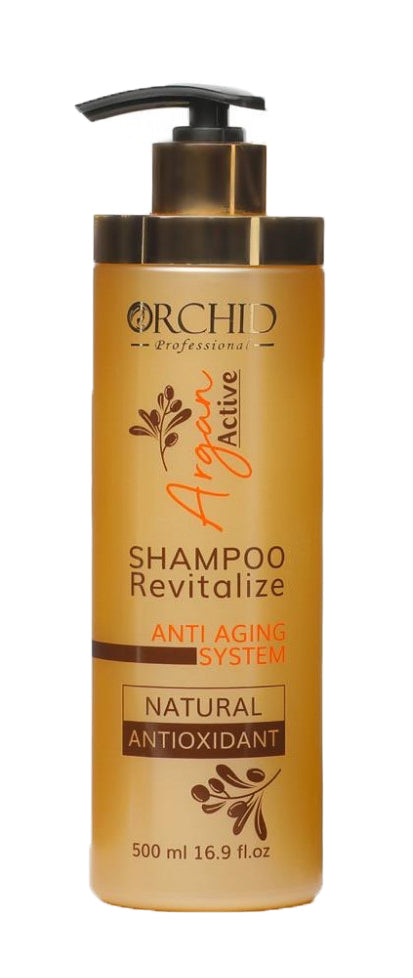 ORCHID
Professional
Argan
Active
SHAMPOO
Revitalize
ANTI AGING
SYSTEM
NATURAL
ANTIOXIDANT
500 ml 16.9 fl.oz